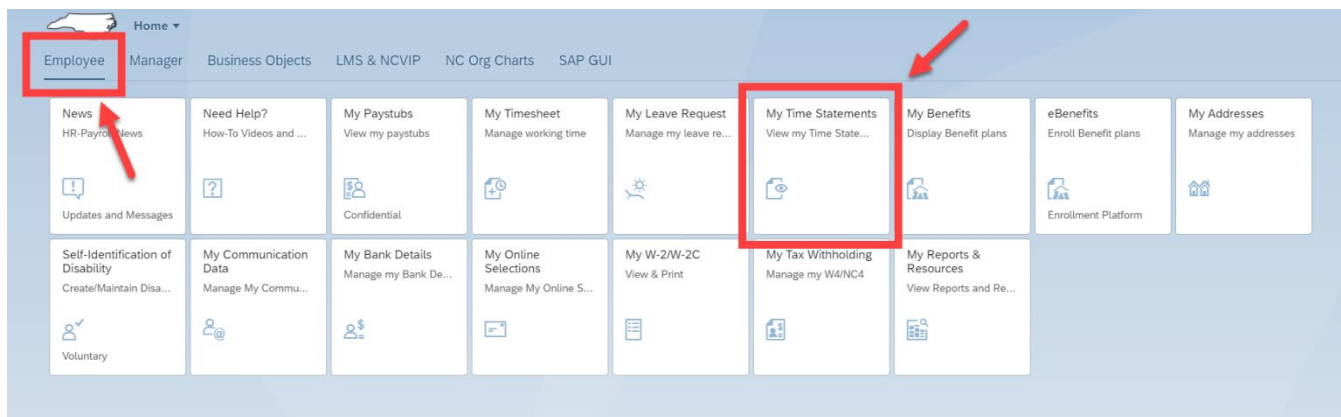 Home
Employee Manager Business Objects LMS & NCVIP NC Org Charts SAP GUI
News
HR-Payroll News
Updates and Messages
Need Help?
How-To Videos and ...
My Paystubs
View my paystubs
Confidential
My Timesheet
Manage working time
My Leave Request
Manage my leave re...
My Time Statements
View my Time State...
My Benefits
Display Benefit plans
eBenefits
Enroll Benefit plans
Enrollment Platform
My Addresses
Manage my addresses
Self-Identification of
Disability
Create/Maintain Disa...
Voluntary
My Communication
Data
Manage My Commu...
My Bank Details
Manage my Bank De...
My Online
Selections
Manage My Online S...
My W-2/W-2C
View & Print
My Tax Withholding
Manage my W4/NC4
My Reports &
Resources
View Reports and Re...